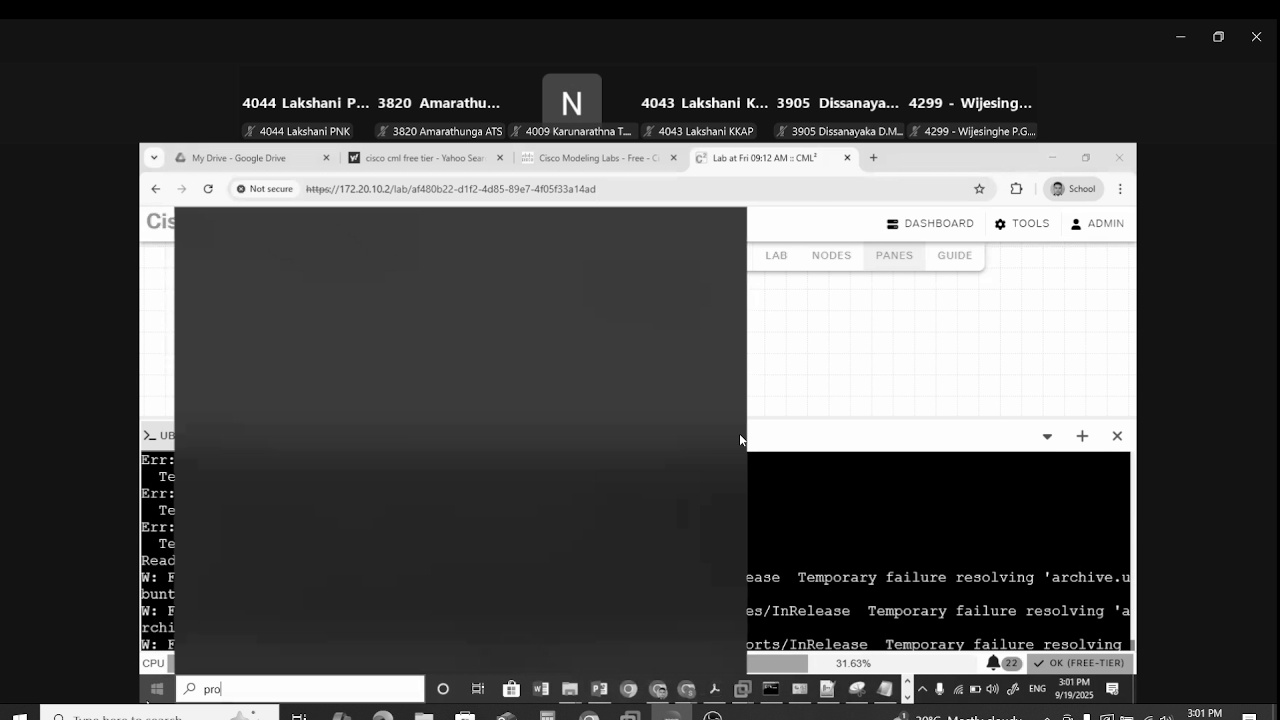 4044 Lakshani P... 3820 Amarathu... N 4043 Lakshani K... 3905 Dissanaya... 4299 - Wijesing...
4044 Lakshani PNK 3820 Amarathunga ATS 4009 Karunarathna T... 4043 Lakshani KKAP 3905 Dissanayaka D.M... 4299 - Wijesinghe P.G....
My Drive - Google Drive cisco cml free tier - Yahoo Sear Cisco Modeling Labs - Free - Ci Lab at Fri 09:12 AM :: CML²
Not secure https://172.20.10.2/lab/af480b22-d1f2-4d85-89e7-4f05f33a14ad School
Cis DASHBOARD TOOLS ADMIN
LAB NODES PANES GUIDE
>_ UB
Err:
Te
Err:
Te
Err:
Te
Read
W: F ease Temporary failure resolving 'archive.u
bunt
W: F es/InRelease Temporary failure resolving 'a
rchi
W: F orts/InRelease Temporary failure resolving
CPU 31.63% 22 OK (FREE-TIER)
pro ENG 3:01 PM
9/19/2025
Type here to search Mostly cloudy 3:01 PM